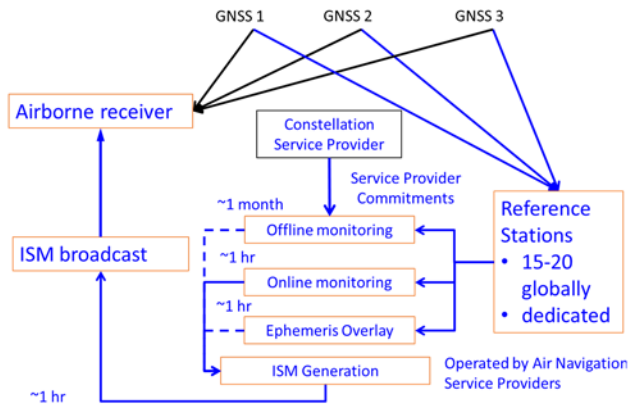 GNSS 1
GNSS 2
GNSS 3
Airborne receiver
Constellation
Service Provider
Service Provider
Commitments
~1 month
Offline monitoring
Reference
Stations
• 15-20
globally
• dedicated
ISM broadcast
~1 hr
Online monitoring
~1 hr
Ephemeris Overlay
ISM Generation
Operated by Air Navigation
Service Providers
~1 hr